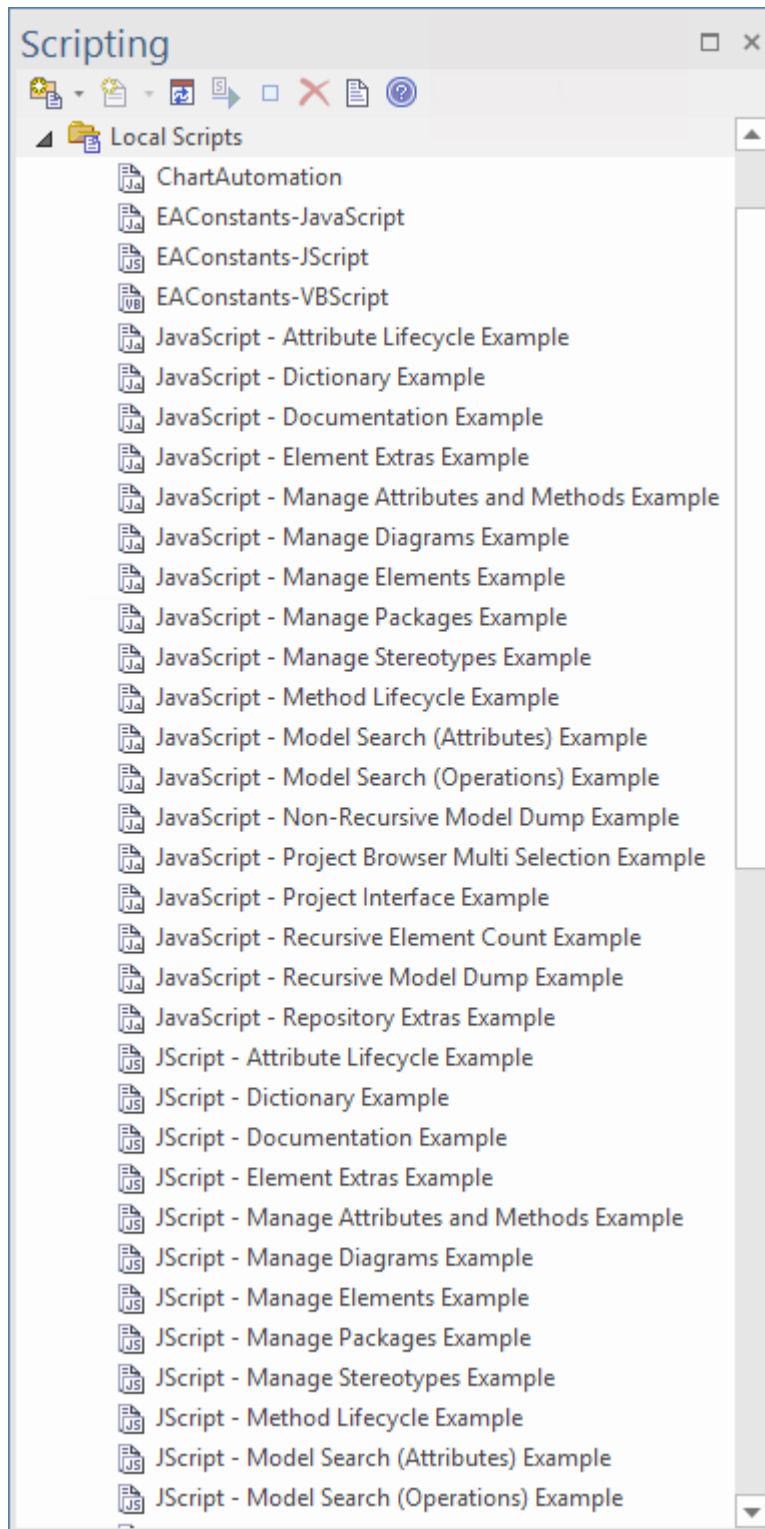 Scripting
Local Scripts
ChartAutomation
EAConstants-JavaScript
EAConstants-JScript
EAConstants-VBScript
JavaScript - Attribute Lifecycle Example
JavaScript - Dictionary Example
JavaScript - Documentation Example
JavaScript - Element Extras Example
JavaScript - Manage Attributes and Methods Example
JavaScript - Manage Diagrams Example
JavaScript - Manage Elements Example
JavaScript - Manage Packages Example
JavaScript - Manage Stereotypes Example
JavaScript - Method Lifecycle Example
JavaScript - Model Search (Attributes) Example
JavaScript - Model Search (Operations) Example
JavaScript - Non-Recursive Model Dump Example
JavaScript - Project Browser Multi Selection Example
JavaScript - Project Interface Example
JavaScript - Recursive Element Count Example
JavaScript - Recursive Model Dump Example
JavaScript - Repository Extras Example
JScript - Attribute Lifecycle Example
JScript - Dictionary Example
JScript - Documentation Example
JScript - Element Extras Example
JScript - Manage Attributes and Methods Example
JScript - Manage Diagrams Example
JScript - Manage Elements Example
JScript - Manage Packages Example
JScript - Manage Stereotypes Example
JScript - Method Lifecycle Example
JScript - Model Search (Attributes) Example
JScript - Model Search (Operations) Example